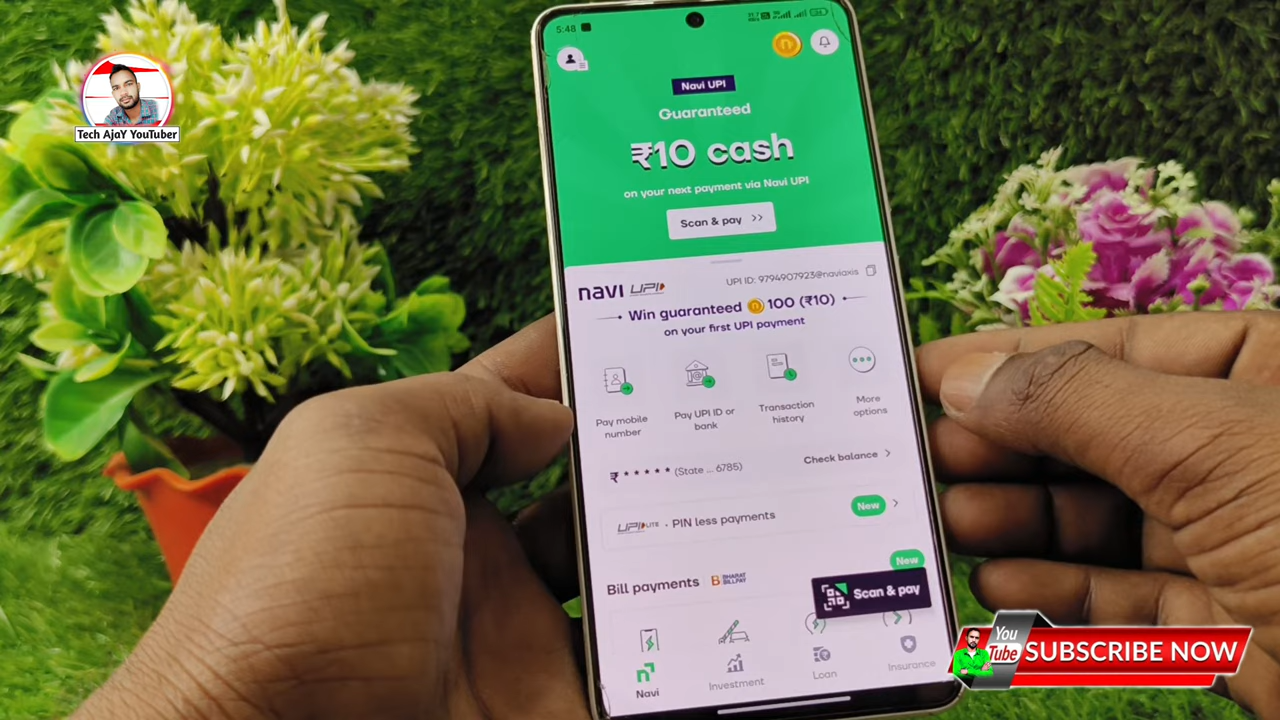 Tech AjaY YouTuber
5:48
Navi UPI
Guaranteed
₹10 cash
on your next payment via Navi UPI
Scan & pay >>
navi UPI
UPI ID: 9794907923@naviaxis
Win guaranteed n 100 (₹10)
on your first UPI payment
Pay mobile
number
Pay UPI ID or
bank
Transaction
history
More
options
₹ ****** (State ... 6785)
Check balance >
UPI LITE · PIN less payments
New >
Bill payments
B BHARAT
BILLPAY
New
Scan & pay
Navi
Investment
Loan
Insurance
You
Tube
SUBSCRIBE NOW